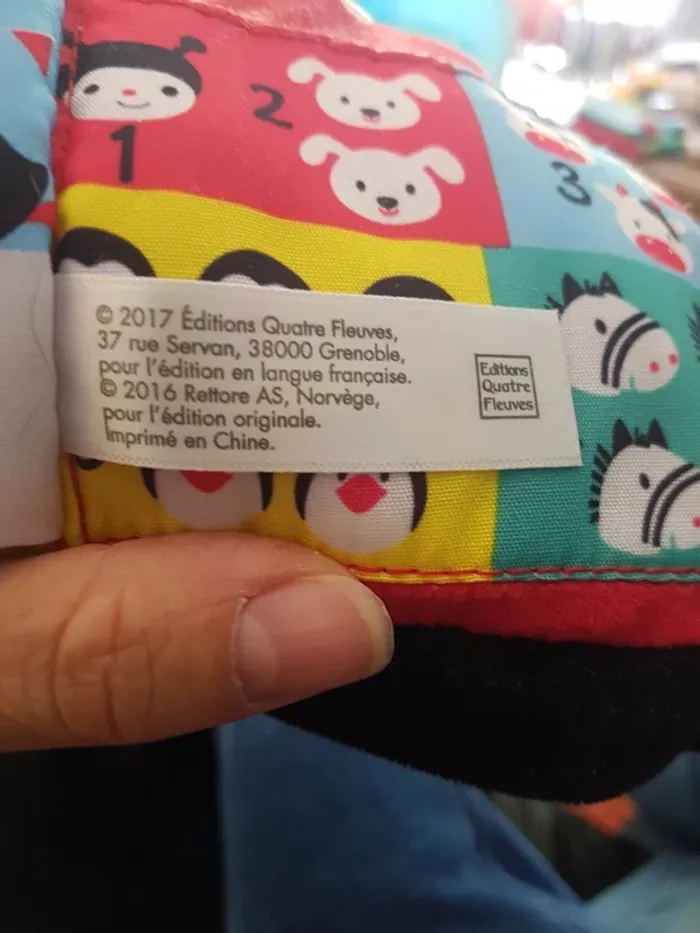 1
2
3
© 2017 Éditions Quatre Fleuves,
37 rue Servan, 38000 Grenoble,
pour l'édition en langue française.
© 2016 Rettore AS, Norvège,
pour l'édition originale.
Imprimé en Chine.
Editions
Quatre
Fleuves